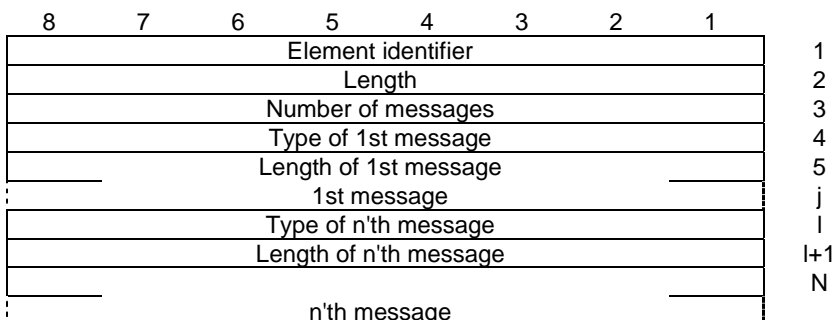 8 7 6 5 4 3 2 1
Element identifier 1
Length 2
Number of messages 3
Type of 1st message 4
Length of 1st message 5
1st message j
Type of n'th message l
Length of n'th message l+1
N
n'th message